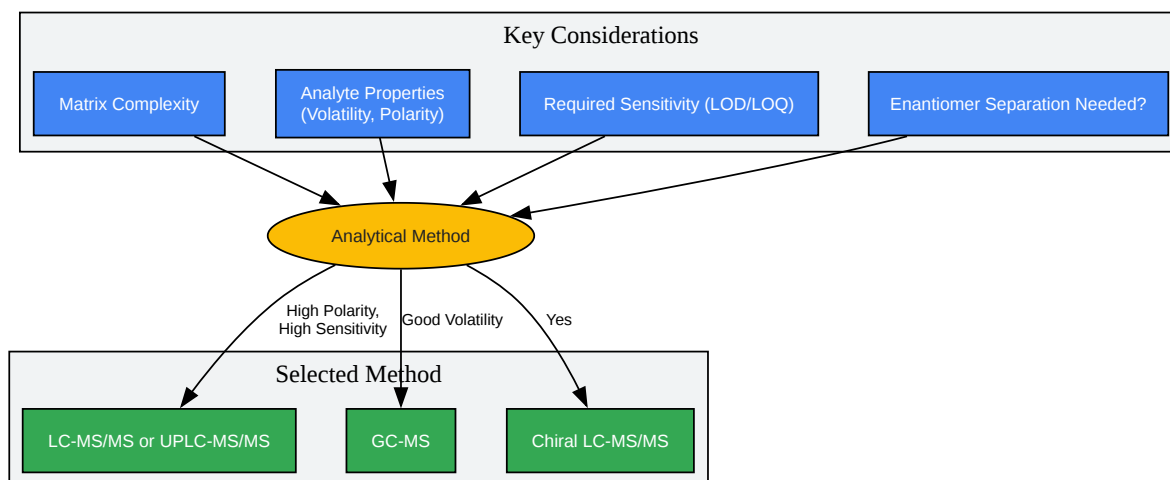 Key Considerations
Matrix Complexity
Analyte Properties
(Volatility, Polarity)
Required Sensitivity (LOD/LOQ)
Enantiomer Separation Needed?
Analytical Method
High Polarity,
High Sensitivity
Good Volatility
Yes
Selected Method
LC-MS/MS or UPLC-MS/MS
GC-MS
Chiral LC-MS/MS